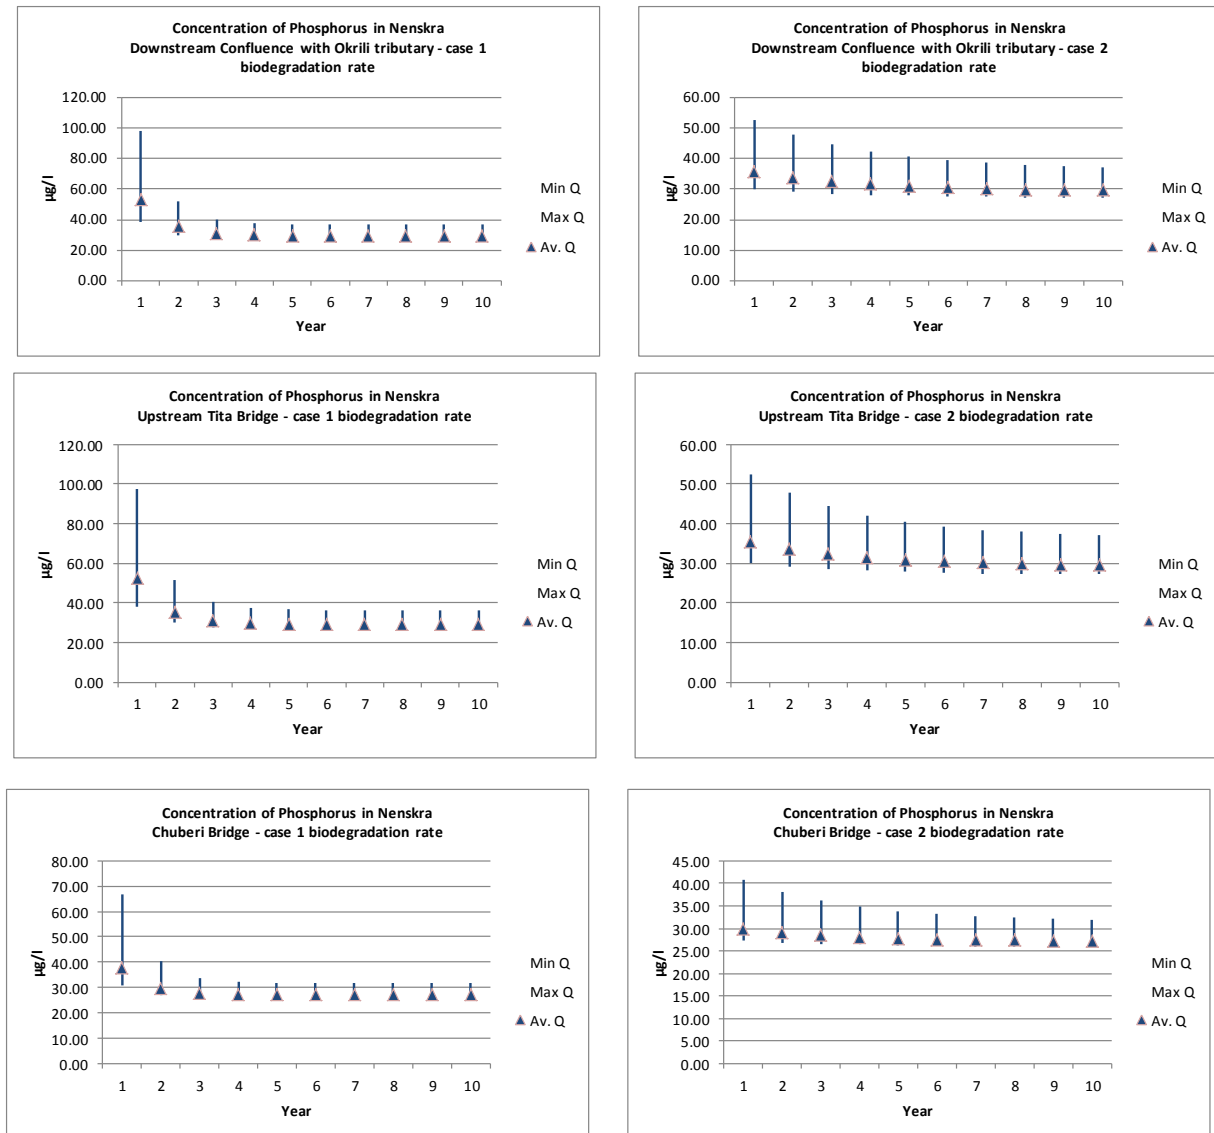 Concentration of Phosphorus in Nenskra
Downstream Confluence with Okrili tributary - case 1
biodegradation rate
120.00
100.00
80.00
60.00
40.00
20.00
0.00
µg/l
1 2 3 4 5 6 7 8 9 10
Year
Min Q
Max Q
Av. Q
Concentration of Phosphorus in Nenskra
Downstream Confluence with Okrili tributary - case 2
biodegradation rate
60.00
50.00
40.00
30.00
20.00
10.00
0.00
µg/l
1 2 3 4 5 6 7 8 9 10
Year
Min Q
Max Q
Av. Q
Concentration of Phosphorus in Nenskra
Upstream Tita Bridge - case 1 biodegradation rate
120.00
100.00
80.00
60.00
40.00
20.00
0.00
µg/l
1 2 3 4 5 6 7 8 9 10
Year
Min Q
Max Q
Av. Q
Concentration of Phosphorus in Nenskra
Upstream Tita Bridge - case 2 biodegradation rate
60.00
50.00
40.00
30.00
20.00
10.00
0.00
µg/l
1 2 3 4 5 6 7 8 9 10
Year
Min Q
Max Q
Av. Q
Concentration of Phosphorus in Nenskra
Chuberi Bridge - case 1 biodegradation rate
80.00
70.00
60.00
50.00
40.00
30.00
20.00
10.00
0.00
µg/l
1 2 3 4 5 6 7 8 9 10
Year
Min Q
Max Q
Av. Q
Concentration of Phosphorus in Nenskra
Chuberi Bridge - case 2 biodegradation rate
45.00
40.00
35.00
30.00
25.00
20.00
15.00
10.00
5.00
0.00
µg/l
1 2 3 4 5 6 7 8 9 10
Year
Min Q
Max Q
Av. Q